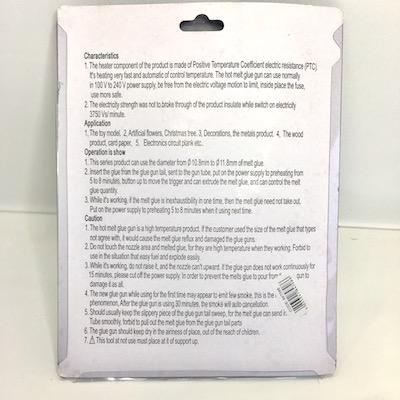 Characteristics
1. The heater component of the product is made of Positive Temperature Coefficient electric resistance (PTC).
It's heating very fast and automatic of control temperature. The hot melt glue gun can use normally
in 100 V to 240 V power supply, be free from the electric voltage motion to limit, inside place the fuse,
use more safe.
2. The electricity strength was not to broke through of the product insulate while switch on electricity
3750 Vs/ minute.
Application
1. The toy model. 2, Artificial flowers, Christmas tree. 3, Decorations, the metals product. 4, The wood
product, card paper, 5. Electronics circuit plank etc..
Operation is show
1. This series product can use the diameter from Ø10.8mm to Ø11.8mm of melt glue.
2. Insert the glue from the glue gun tail, sent to the gun tube, put on the power supply to preheating from
5 to 8 minutes, button up to move the trigger and can extrude the melt glue, and can control the melt
glue quantity.
3. While it's working, if the melt glue is inexhaustibility in one time, then the melt glue need not take out.
Put on the power supply to preheating 5 to 8 minutes when it using next time.
Caution
1. The hot melt glue gun is a high temperature product. If the customer used the size of the melt glue that types
not agree with, it would cause the melt glue reflux and damaged the glue guns.
2. Do not touch the nozzle area and melted glue, for they are high temperature when they working. Forbid to
use in the situation that easy fuel and explode easily.
3. While it's working, do not raise it, and the nozzle can't upward. If the glue gun does not work continuously for
15 minutes, please cut off the power supply. In order to prevent the melt glue to pour from gun to
damage it as all.
4. The new glue gun while using for the first time may appear to emit few smoke, this is the
phenomenon, After the glue gun is using 30 minutes, the smoke will auto cancellation.
5. Should usually keep the slippery piece of the glue gun tail sweep, for the melt glue can send in
Tube smoothly, forbid to pull out the melt glue from the glue gun tail parts
6. The glue gun should keep dry in the airiness of place, out of the reach of children.
7. ⚠ This tool at not use must place at it of support up.